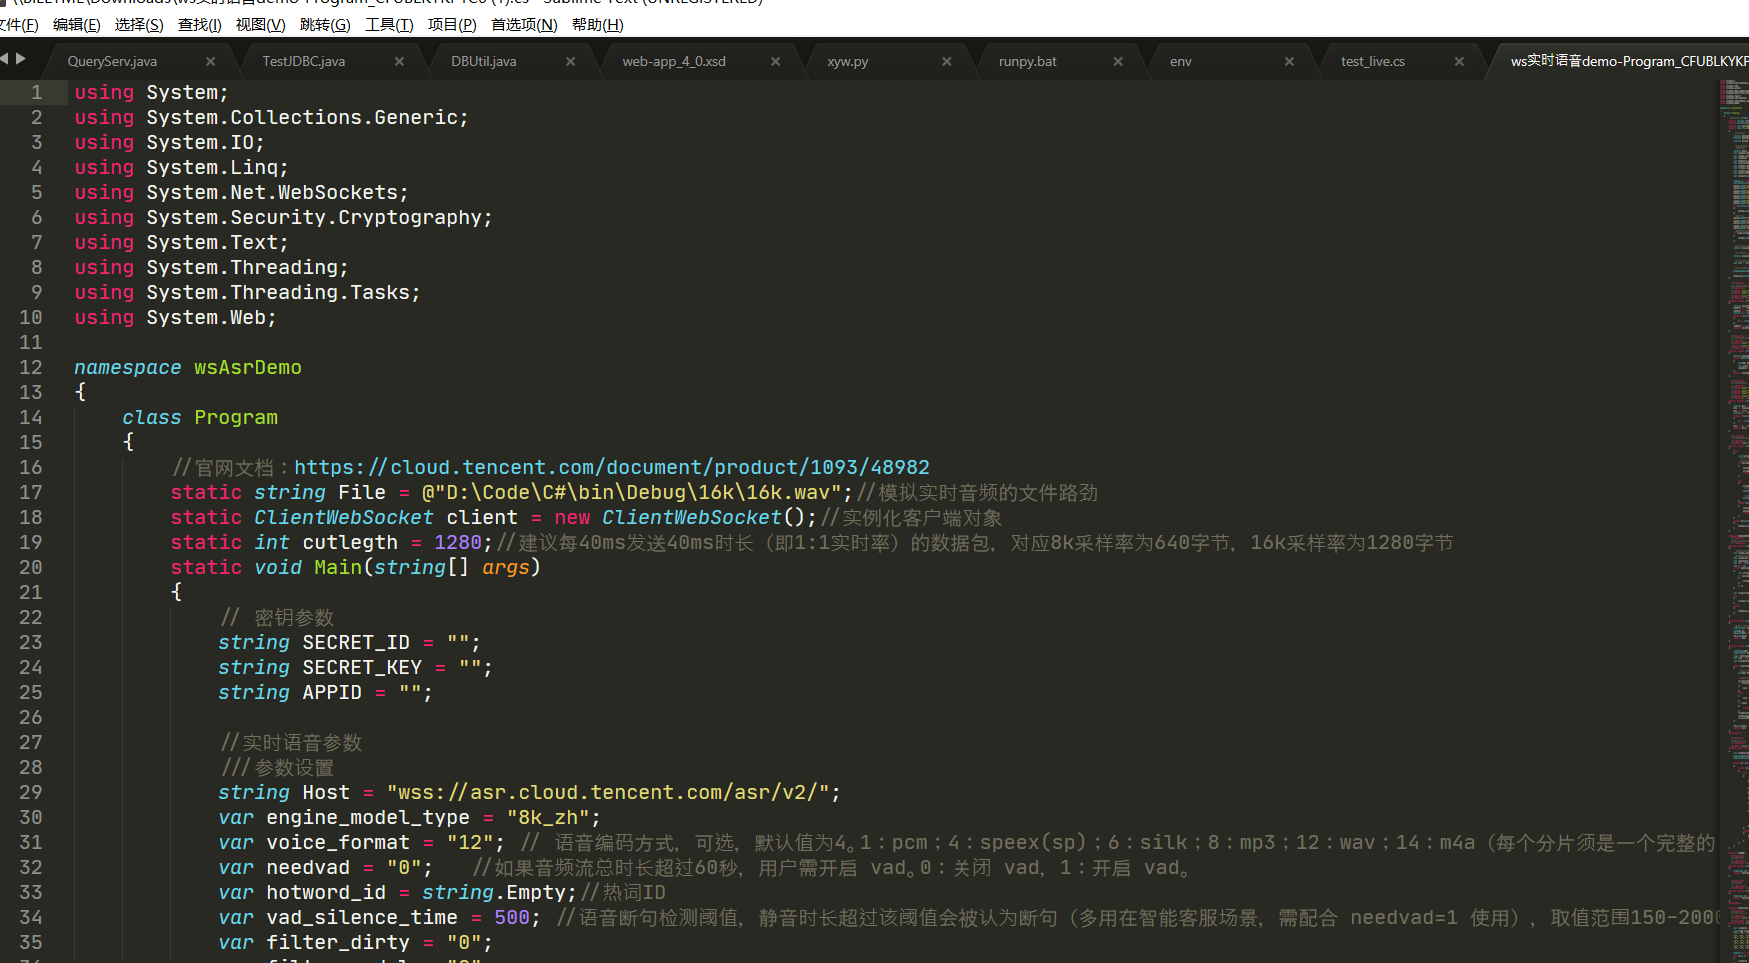 文件(F) 编辑(E) 选择(S) 查找(I) 视图(V) 跳转(G) 工具(T) 项目(P) 首选项(N) 帮助(H)
QueryServ.java × TestJDBC.java × DBUtil.java × web-app_4_0.xsd × xyw.py × runpy.bat × env × test_live.cs × ws实时语音demo-Program_CFUBLKYKP
1 using System;
2 using System.Collections.Generic;
3 using System.IO;
4 using System.Linq;
5 using System.Net.WebSockets;
6 using System.Security.Cryptography;
7 using System.Text;
8 using System.Threading;
9 using System.Threading.Tasks;
10 using System.Web;
11
12 namespace wsAsrDemo
13 {
14 class Program
15 {
16 //官网文档：https://cloud.tencent.com/document/product/1093/48982
17 static string File = @"D:\Code\C#\bin\Debug\16k\16k.wav";//模拟实时音频的文件路劲
18 static ClientWebSocket client = new ClientWebSocket();//实例化客户端对象
19 static int cutlegth = 1280;//建议每40ms发送40ms时长（即1:1实时率）的数据包，对应8k采样率为640字节，16k采样率为1280字节
20 static void Main(string[] args)
21 {
22 // 密钥参数
23 string SECRET_ID = "";
24 string SECRET_KEY = "";
25 string APPID = "";
26
27 //实时语音参数
28 ///参数设置
29 string Host = "wss://asr.cloud.tencent.com/asr/v2/";
30 var engine_model_type = "8k_zh";
31 var voice_format = "12"; // 语音编码方式，可选，默认值为4。1：pcm；4：speex(sp)；6：silk；8：mp3；12：wav；14：m4a（每个分片须是一个完整的
32 var needvad = "0"; //如果音频流总时长超过60秒，用户需开启 vad。0：关闭 vad，1：开启 vad。
33 var hotword_id = string.Empty;//热词ID
34 var vad_silence_time = 500; //语音断句检测阈值，静音时长超过该阈值会被认为断句（多用在智能客服场景，需配合 needvad=1 使用），取值范围150-2000
35 var filter_dirty = "0";